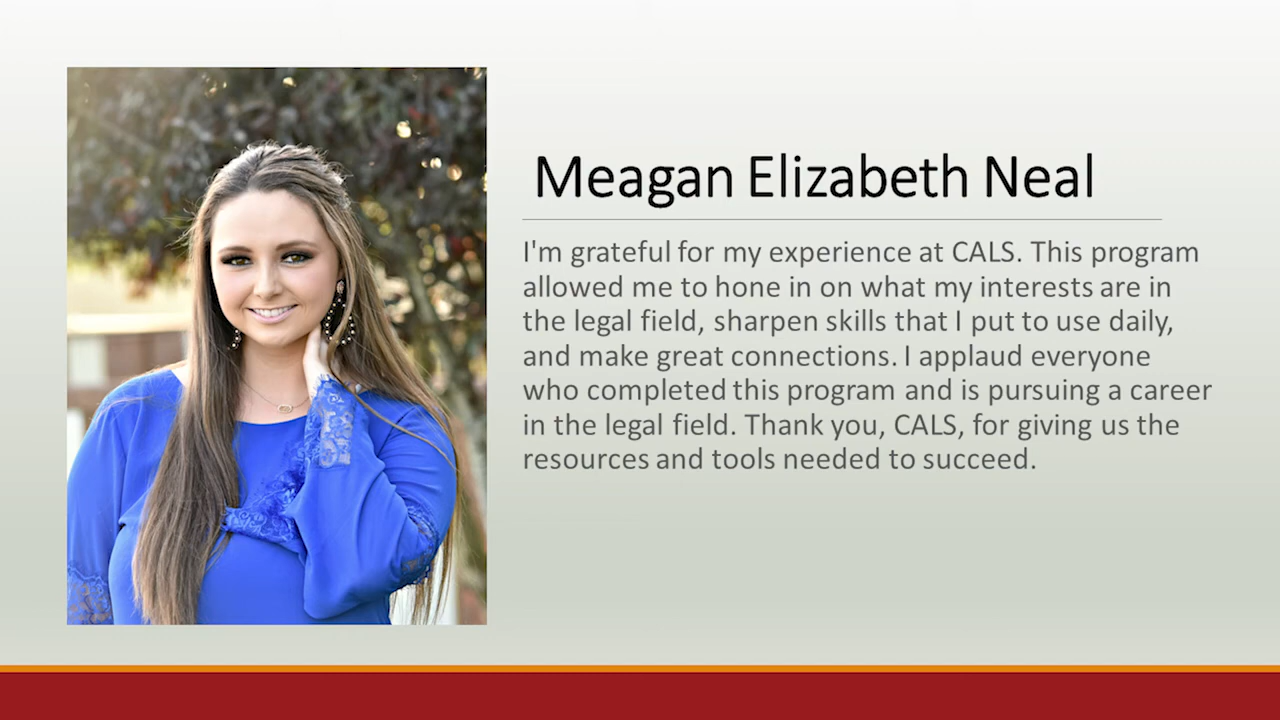 Meagan Elizabeth Neal
I'm grateful for my experience at CALS. This program
allowed me to hone in on what my interests are in
the legal field, sharpen skills that I put to use daily,
and make great connections. I applaud everyone
who completed this program and is pursuing a career
in the legal field. Thank you, CALS, for giving us the
resources and tools needed to succeed.